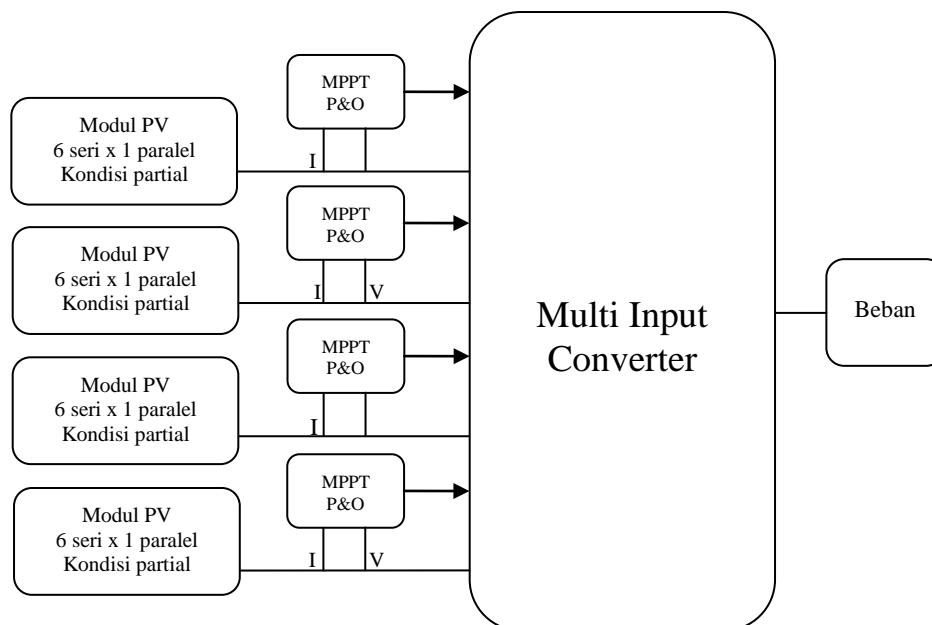 MPPT
P&O
Modul PV
6 seri x 1 paralel
Kondisi partial
I
MPPT
P&O
Modul PV
6 seri x 1 paralel
Kondisi partial
I V
Multi Input
Converter
Beban
MPPT
P&O
Modul PV
6 seri x 1 paralel
Kondisi partial
I
MPPT
P&O
Modul PV
6 seri x 1 paralel
Kondisi partial
I V